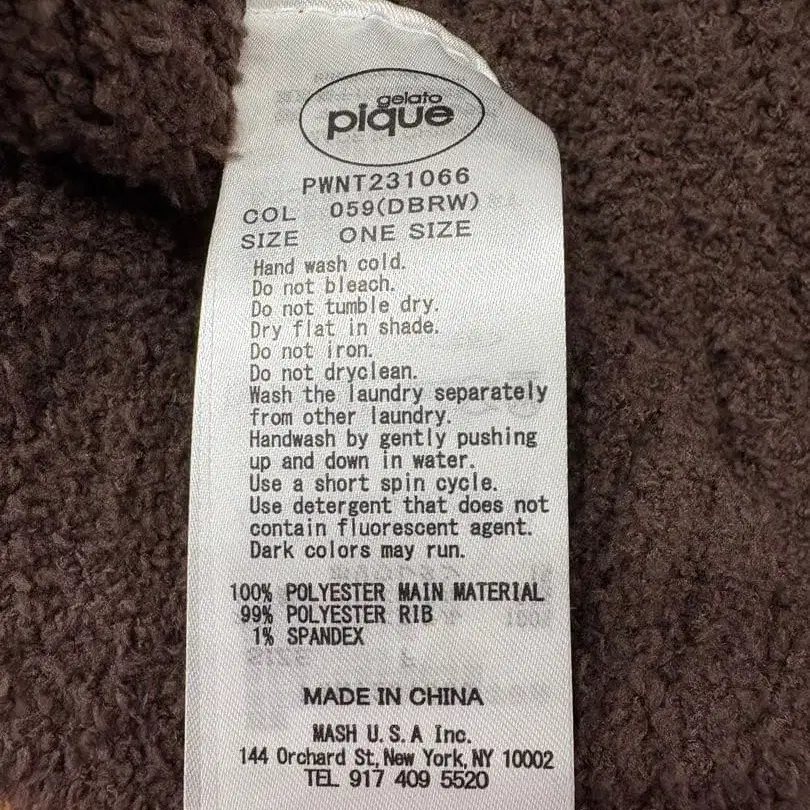 gelato
pique
PWNT231066
COL 059(DBRW)
SIZE ONE SIZE
Hand wash cold.
Do not bleach.
Do not tumble dry.
Dry flat in shade.
Do not iron.
Do not dryclean.
Wash the laundry separately
from other laundry.
Handwash by gently pushing
up and down in water.
Use a short spin cycle.
Use detergent that does not
contain fluorescent agent.
Dark colors may run.
100% POLYESTER MAIN MATERIAL
99% POLYESTER RIB
1% SPANDEX
MADE IN CHINA
MASH U.S.A Inc.
144 Orchard St, New York, NY 10002
TEL 917 409 5520